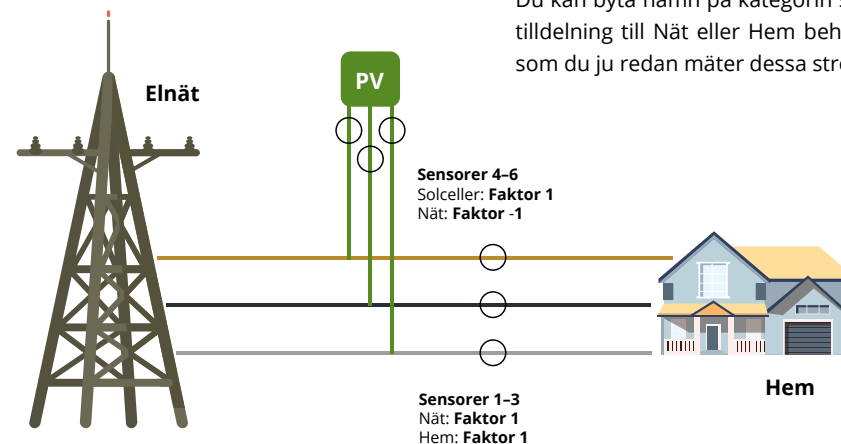 Du kan byta namn på kategorin
tilldelning till Nät eller Hem
som du ju redan mäter dessa
Elnät
PV
Sensorer 4–6
Solceller: Faktor 1
Nät: Faktor -1
Hem
Sensorer 1–3
Nät: Faktor 1
Hem: Faktor 1